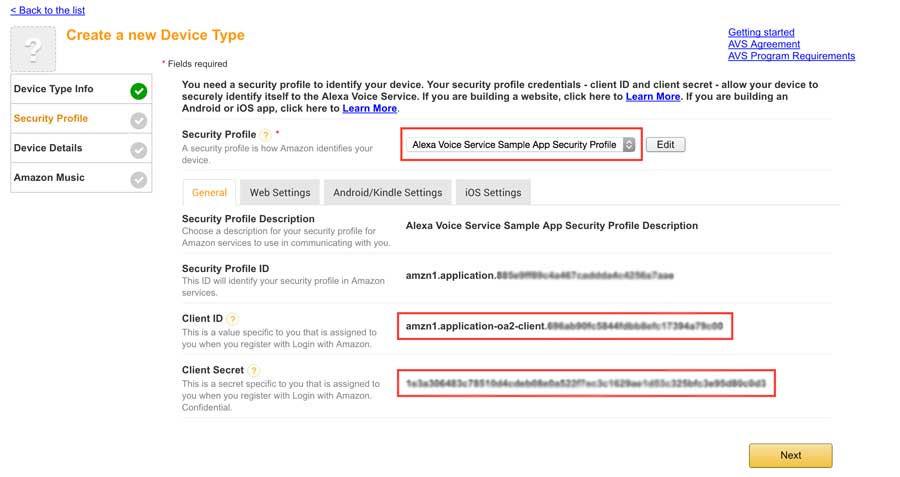 < Back to the list
?
Create a new Device Type
Getting started
AVS Agreement
AVS Program Requirements
* Fields required
Device Type Info
Security Profile
Device Details
Amazon Music
You need a security profile to identify your device. Your security profile credentials - client ID and client secret - allow your device to
securely identify itself to the Alexa Voice Service. If you are building a website, click here to Learn More. If you are building an
Android or iOS app, click here to Learn More.
Security Profile ? *
A security profile is how Amazon identifies your
device.
Alexa Voice Service Sample App Security Profile
Edit
General
Web Settings
Android/Kindle Settings
iOS Settings
Security Profile Description
Choose a description for your security profile for
Amazon services to use in communicating with you.
Alexa Voice Service Sample App Security Profile Description
Security Profile ID
This ID will identify your security profile in Amazon
services.
amzn1.application.
Client ID ?
This is a value specific to you that is assigned to
you when you register with Login with Amazon.
amzn1.application-oa2-client.
Client Secret ?
This is a secret specific to you that is assigned to
you when you register with Login with Amazon.
Confidential.
Next